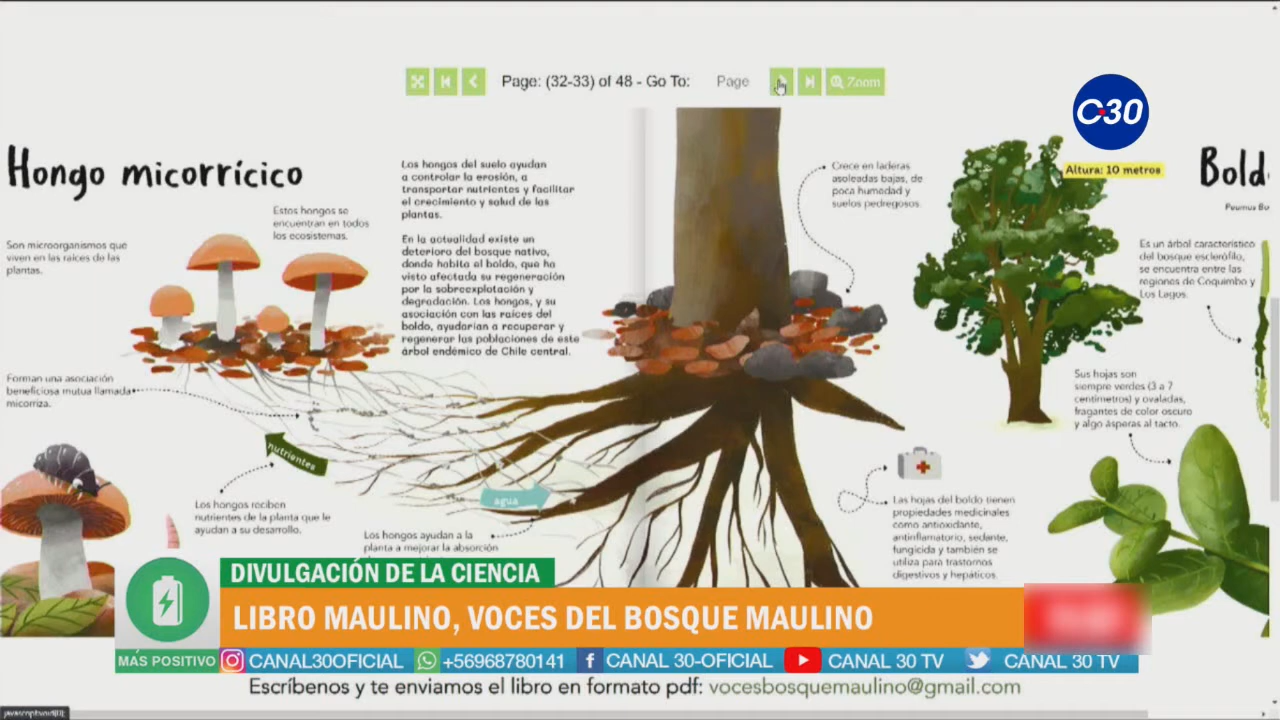 Page: (32-33) of 48 - Go To:
Page
Zoom
C30
Hongo micorrícico
Los hongos del suelo ayudan
a controlar la erosión, a
transportar nutrientes y facilitar
el crecimiento y salud de las
plantas.
En la actualidad existe un
deterioro del bosque nativo,
donde habita el boldo, que ha
visto afectada su regeneración
por la sobreexplotación y
degradación. Los hongos, y su
asociación con las raíces del
boldo, ayudarían a recuperar y
regenerar las poblaciones de este
árbol endémico de Chile central.
Estos hongos se
encuentran en todos
los ecosistemas.
Son microorganismos que
viven en las raíces de las
plantas.
Forman una asociación
beneficiosa mutua llamada
micorriza.
nutrientes
Los hongos reciben
nutrientes de la planta que le
ayudan a su desarrollo.
agua
Los hongos ayudan a la
planta a mejorar la absorción
Crece en laderas
asoleadas bajas, de
poca humedad y
suelos pedregosos.
Altura: 10 metros
Bold
Peumus Bo
Es un árbol característico
del bosque esclerófilo,
se encuentra entre las
regiones de Coquimbo y
Los Lagos.
Sus hojas son
siempre verdes (3 a 7
centímetros) y ovaladas,
fragantes de color oscuro
y algo ásperas al tacto.
Las hojas del boldo tienen
propiedades medicinales
como antioxidante,
antiinflamatorio, sedante,
fungicida y también se
utiliza para trastornos
digestivos y hepáticos.
DIVULGACIÓN DE LA CIENCIA
LIBRO MAULINO, VOCES DEL BOSQUE MAULINO
MÁS POSITIVO
CANAL30OFICIAL
+56968780141
CANAL 30-OFICIAL
CANAL 30 TV
CANAL 30 TV
Escríbenos y te enviamos el libro en formato pdf: vocesbosquemaulino@gmail.com